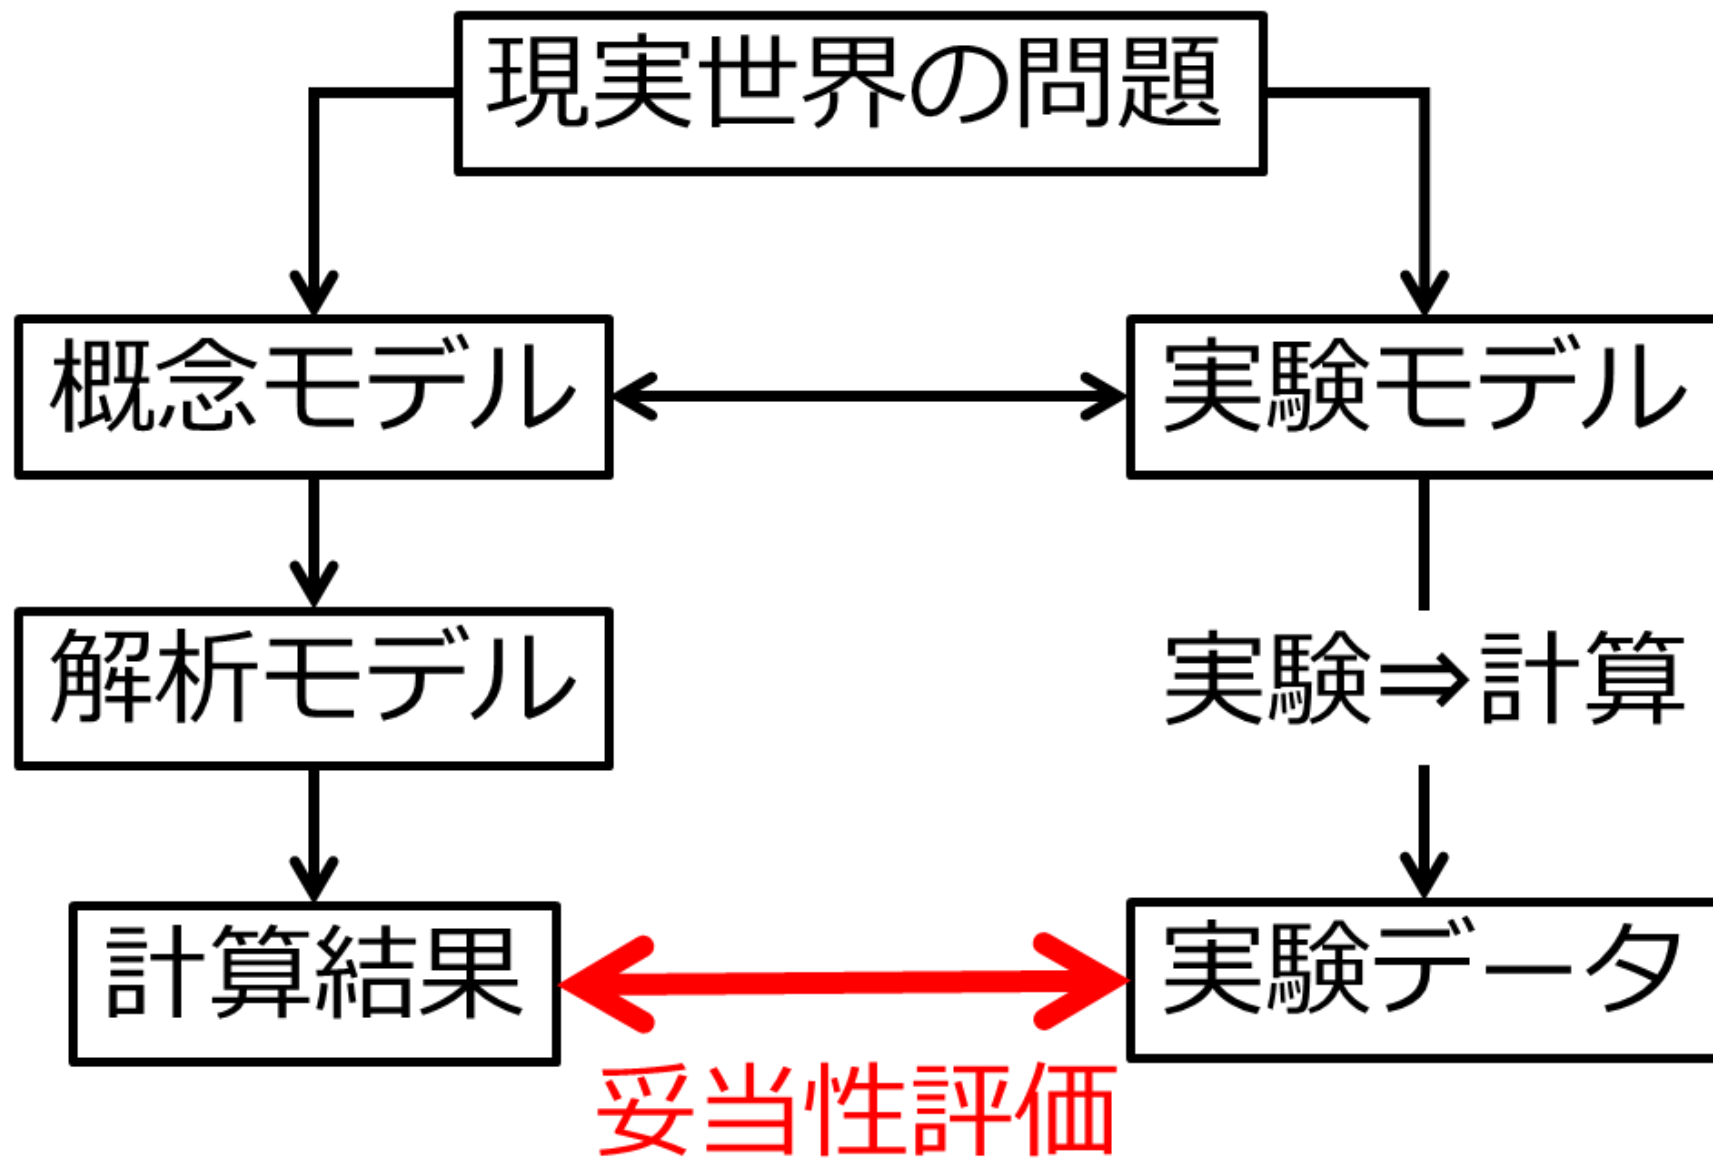 現実世界の問題
概念モデル
実験モデル
解析モデル
実験⇒計算
計算結果
実験データ
妥当性評価